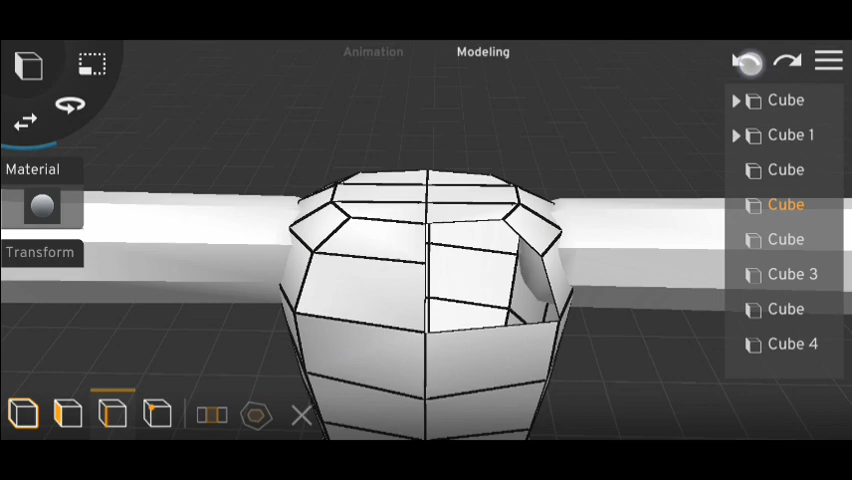 Animation
Modeling
Cube
Cube 1
Material
Cube
Cube
Transform
Cube
Cube 3
Cube
Cube 4